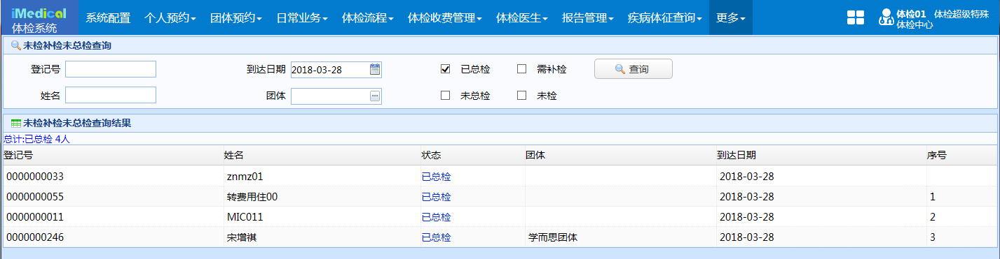 iMedical
体检系统
系统配置 个人预约 团体预约 日常业务 体检流程 体检收费管理 体检医生 报告管理 疾病体征查询 更多
体检01 体检超级特殊
体检中心
未检补检未总检查询
登记号 到达日期 2018-03-28 已总检 需补检 查询
姓名 团体 未总检 未检
未检补检未总检查询结果
总计:已总检 4人
登记号 姓名 状态 团体 到达日期 序号
0000000033 znmz01 已总检 2018-03-28
0000000055 转费用住00 已总检 2018-03-28 1
0000000011 MIC011 已总检 2018-03-28 2
0000000246 宋增祺 已总检 学而思团体 2018-03-28 3